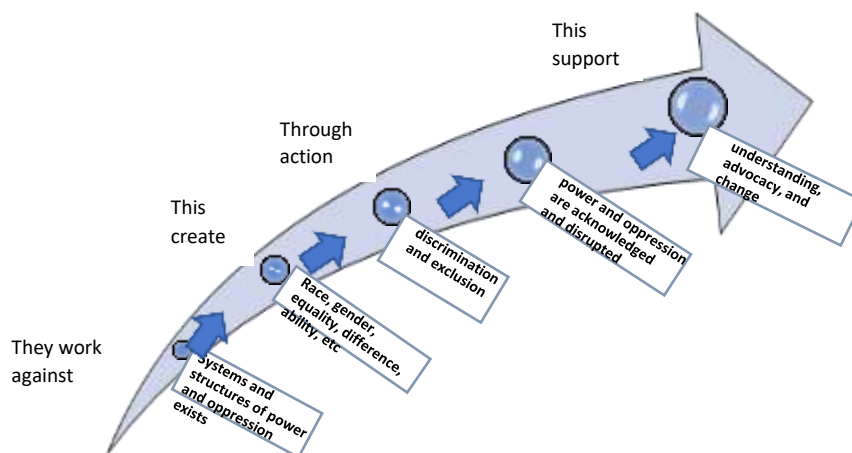 This
support
Through
action
This
create
They work
against
Systems and
structures of power
and oppression
exists
Race, gender,
equality, difference,
ability, etc
discrimination
and exclusion
power and oppression
are acknowledged
and disrupted
understanding,
advocacy, and
change